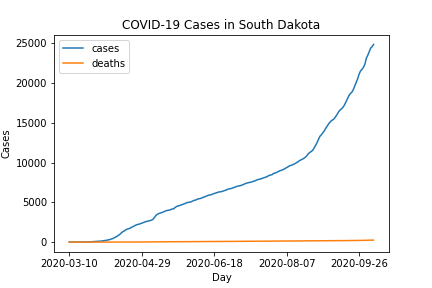 COVID-19 Cases in South Dakota
cases
deaths
25000
20000
15000
10000
5000
0
Cases
2020-03-10 2020-04-29 2020-06-18 2020-08-07 2020-09-26
Day